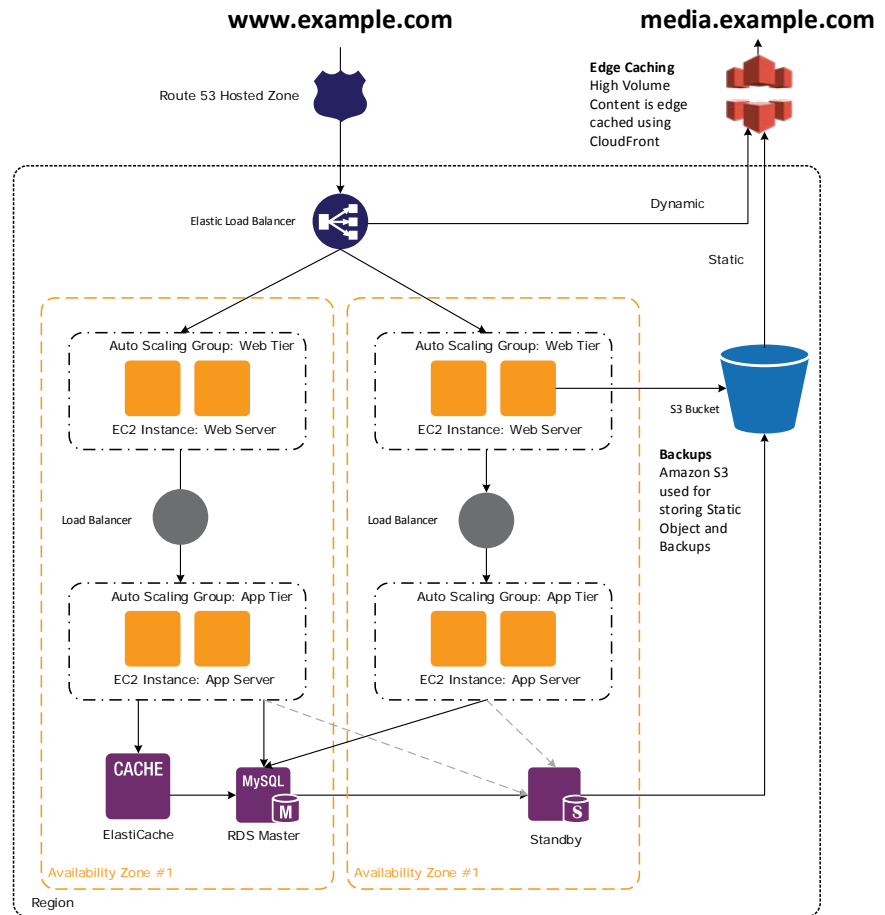 www.example.com
media.example.com
Route 53 Hosted Zone
Edge Caching
High Volume
Content is edge
cached using
CloudFront
Elastic Load Balancer
Dynamic
Static
Auto Scaling Group: Web Tier
EC2 Instance: Web Server
Auto Scaling Group: Web Tier
EC2 Instance: Web Server
S3 Bucket
Backups
Amazon S3
used for
storing Static
Object and
Backups
Load Balancer
Load Balancer
Auto Scaling Group: App Tier
EC2 Instance: App Server
Auto Scaling Group: App Tier
EC2 Instance: App Server
CACHE
ElastiCache
MySQL
M
RDS Master
S
Standby
Availability Zone #1
Availability Zone #1
Region